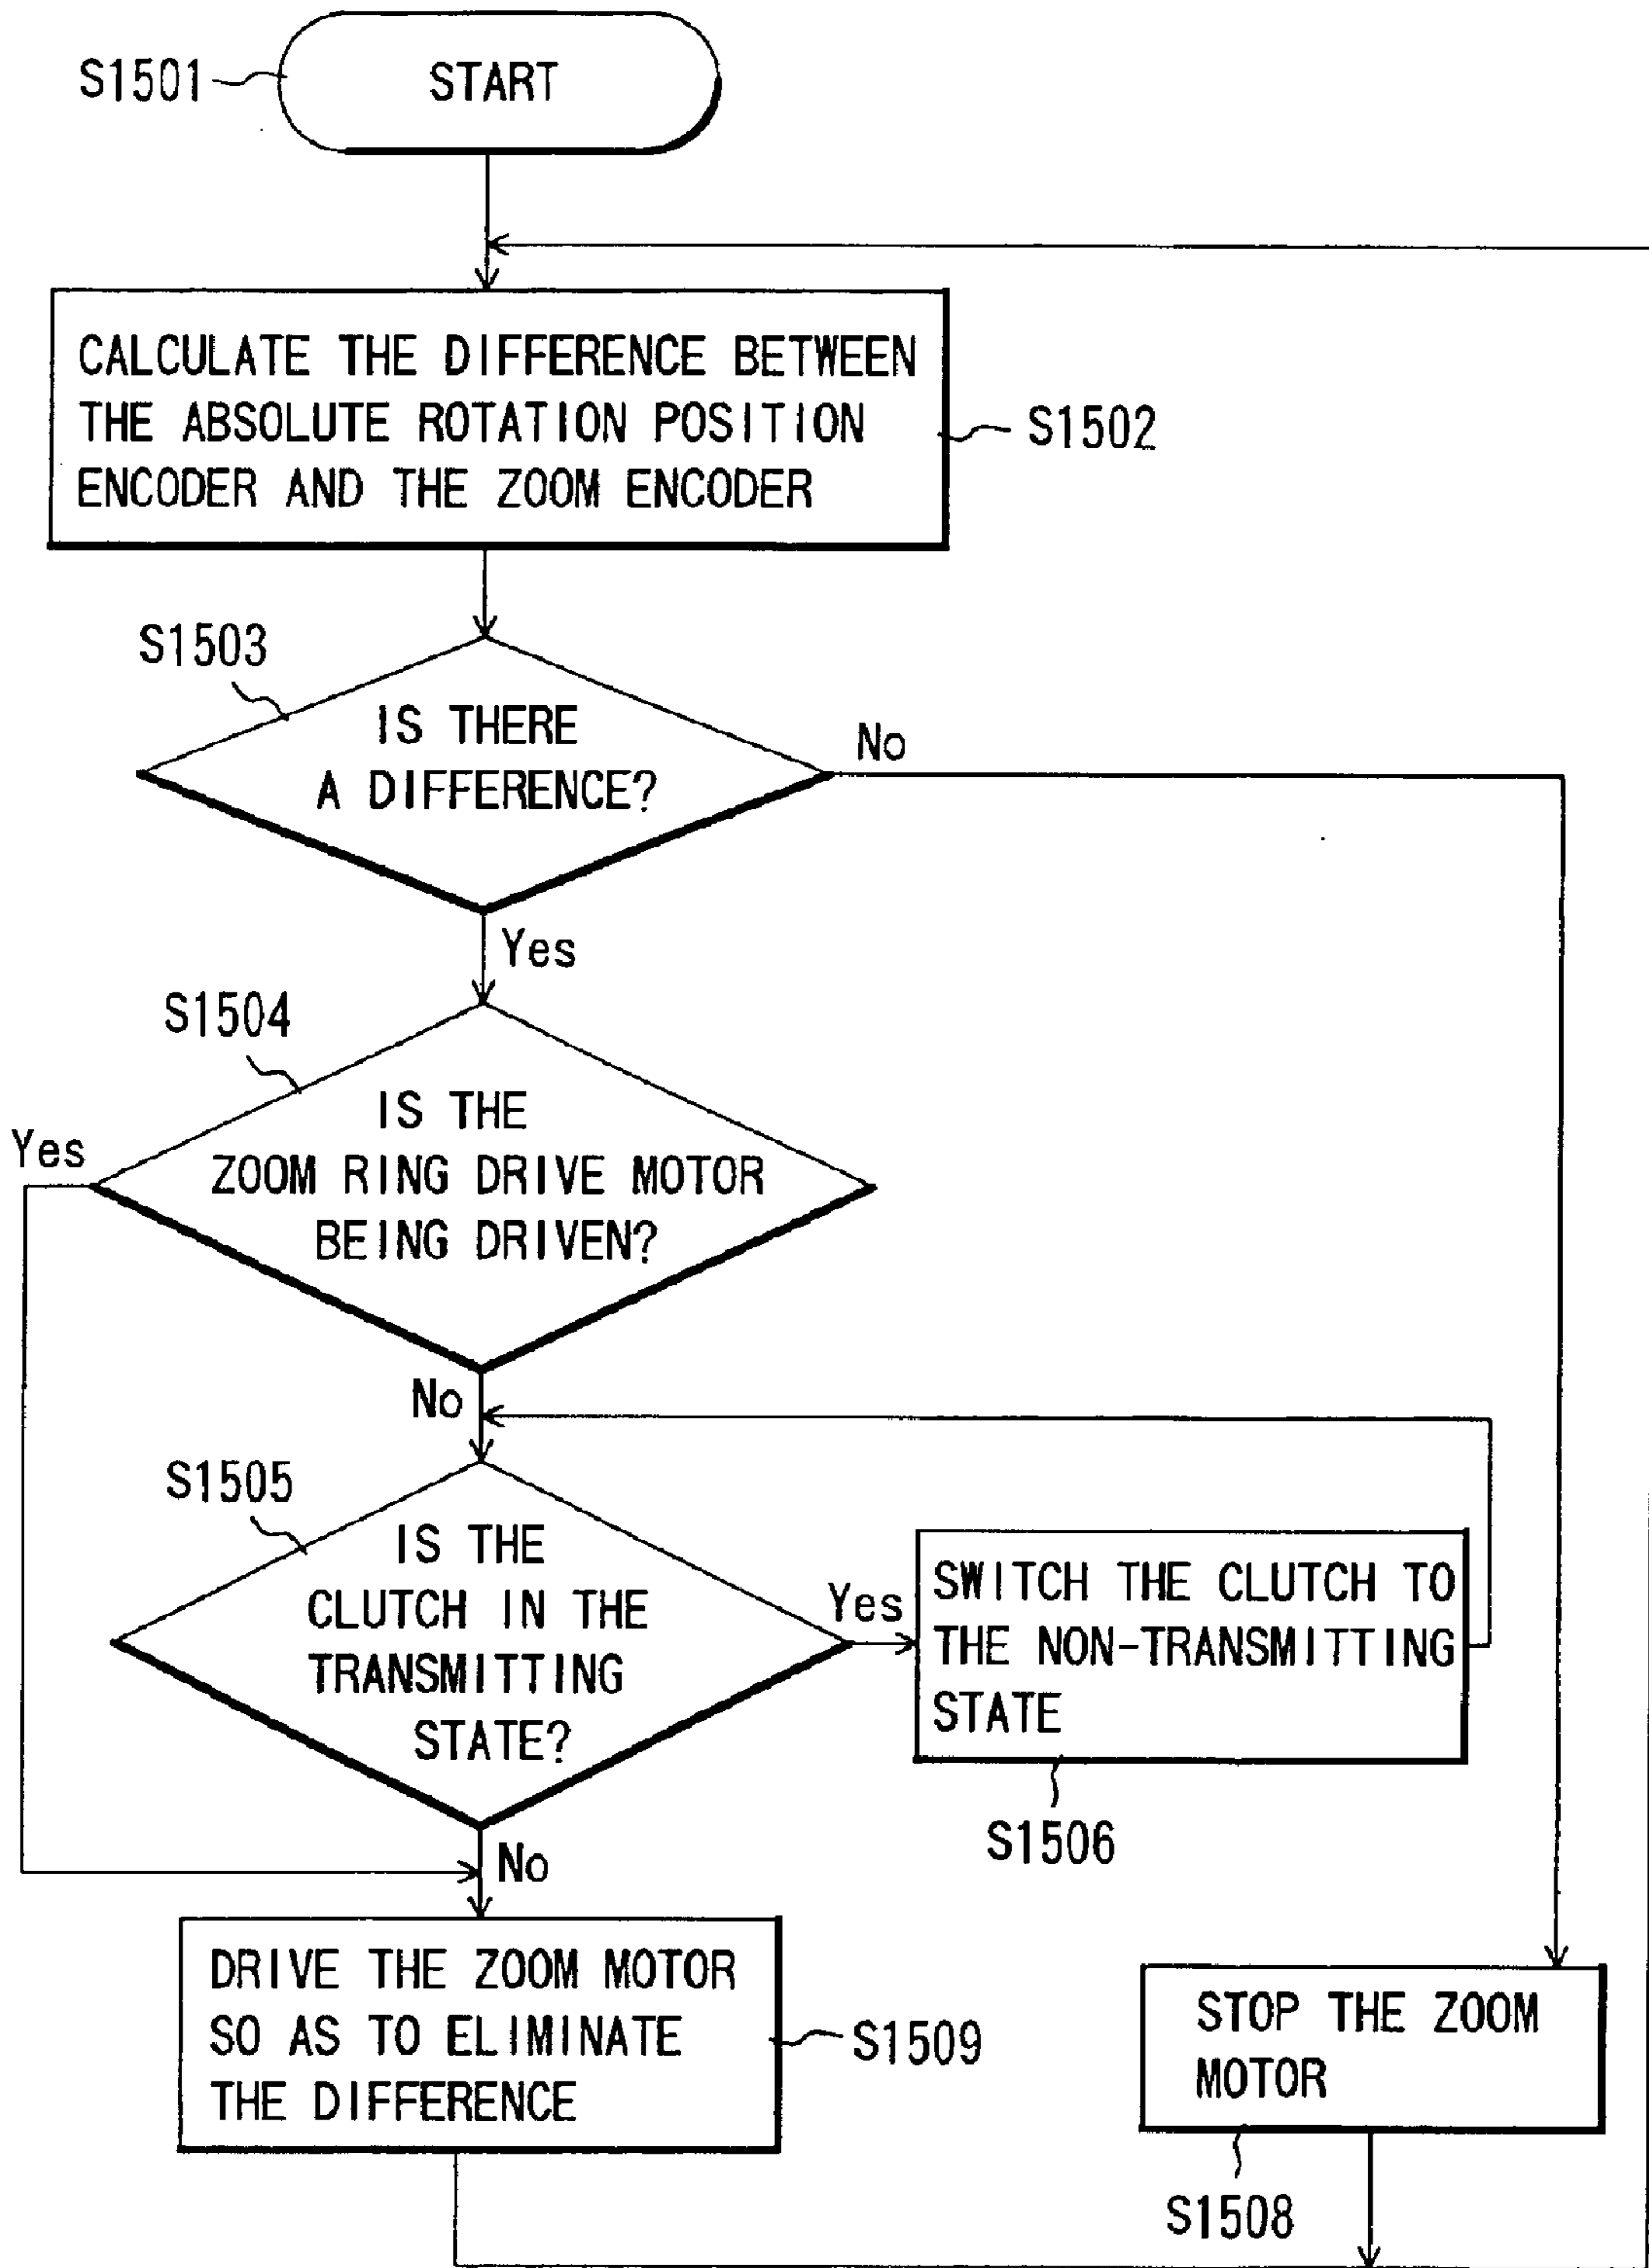 S1501
START
CALCULATE THE DIFFERENCE BETWEEN
THE ABSOLUTE ROTATION POSITION
ENCODER AND THE ZOOM ENCODER
S1502
S1503
IS THERE
A DIFFERENCE?
No
Yes
S1504
IS THE
ZOOM RING DRIVE MOTOR
BEING DRIVEN?
Yes
No
S1505
IS THE
CLUTCH IN THE
TRANSMITTING
STATE?
Yes
SWITCH THE CLUTCH TO
THE NON-TRANSMITTING
STATE
S1506
No
DRIVE THE ZOOM MOTOR
SO AS TO ELIMINATE
THE DIFFERENCE
S1509
STOP THE ZOOM
MOTOR
S1508